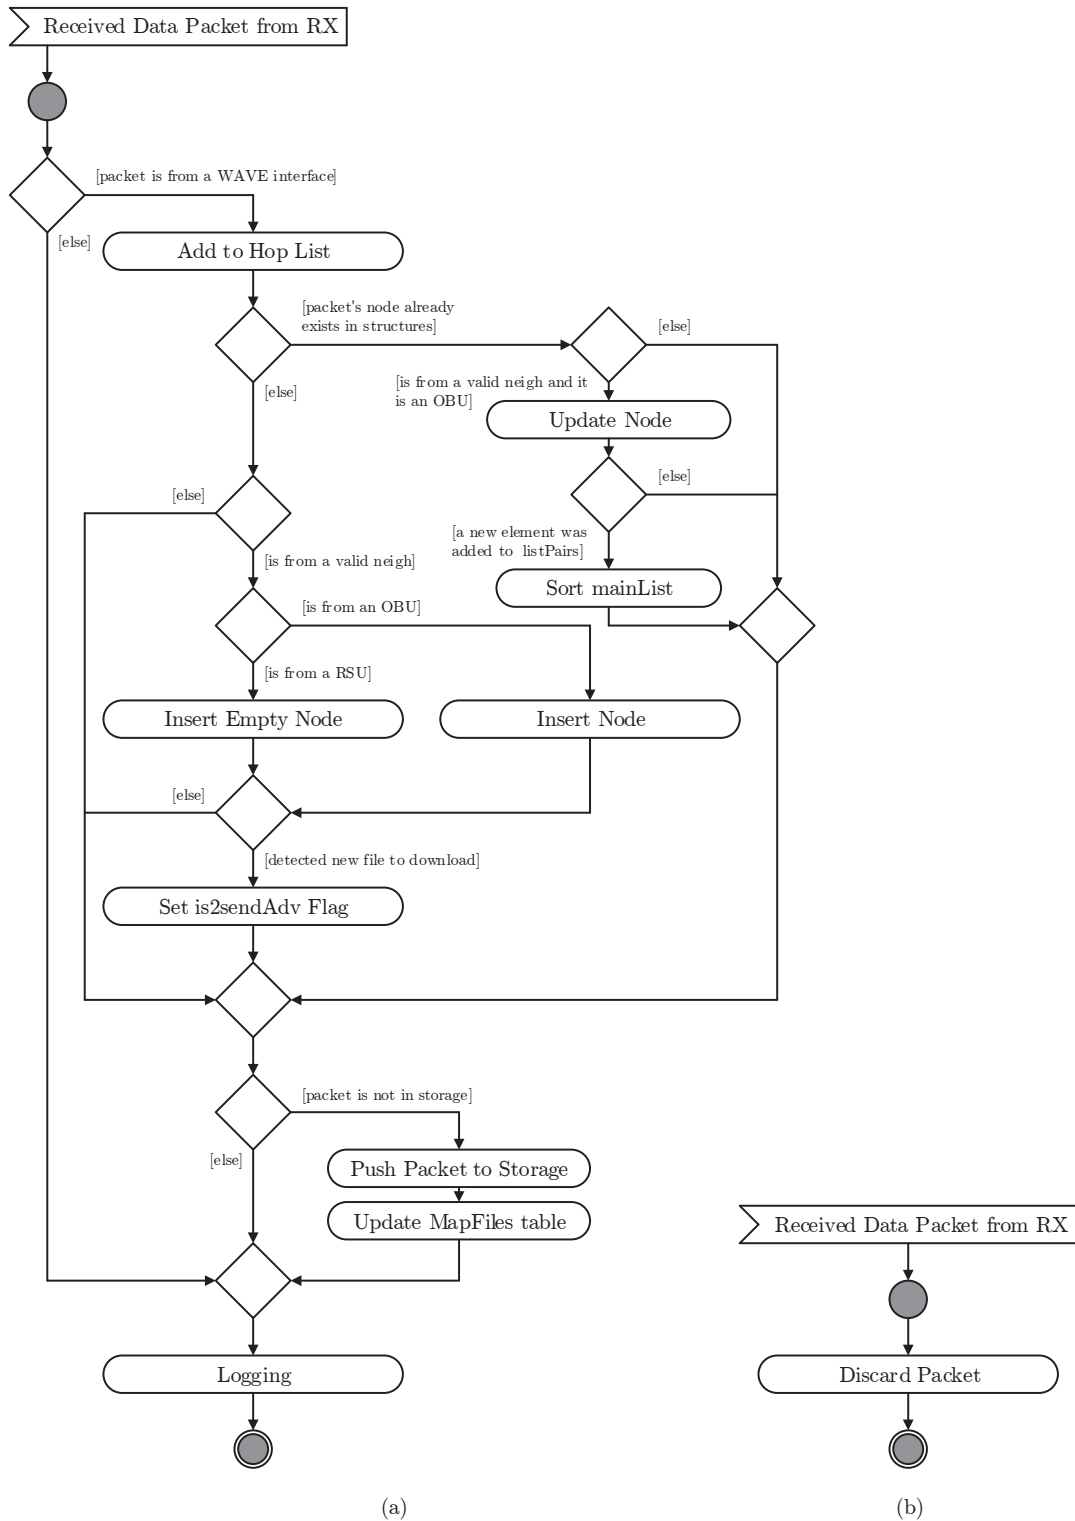 Received Data Packet from RX
[packet is from a WAVE interface]
[else]
Add to Hop List
[packet's node already
exists in structures]
[else]
[else]
[is from a valid neigh and it
is an OBU]
Update Node
[else]
[else]
[a new element was
added to listPairs]
[is from a valid neigh]
Sort mainList
[is from an OBU]
[is from a RSU]
Insert Empty Node
Insert Node
[else]
[detected new file to download]
Set is2sendAdv Flag
[packet is not in storage]
[else]
Push Packet to Storage
Update MapFiles table
Logging
(a)
Received Data Packet from RX
Discard Packet
(b)